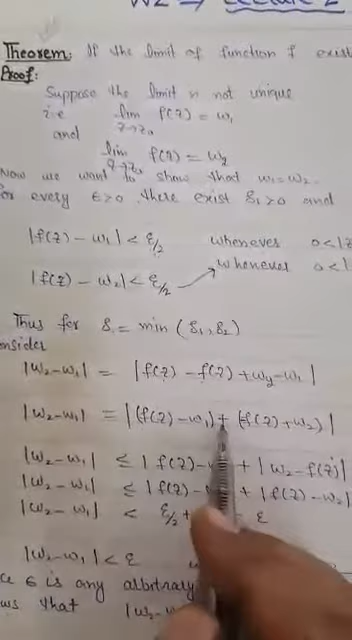 W2 → Lecture 2
Theorem: If the limit of function f exist
Proof:
Suppose the limit is not unique
i.e lim z→z₀ f(z) = w₁
and
lim z→z₀ f(z) = w₂
Now we want to show that w₁=w₂.
For every ε>0 there exist δ₁>0 and
|f(z) - w₁| < ε/2 whenever 0<|
|f(z) - w₂| < ε/2 → whenever 0<|
Thus for δ = min (δ₁, δ₂)
consider
|w₂-w₁| = |f(z) - f(z) + w₂-w₁|
|w₂-w₁| = |(f(z)-w₁) + (f(z)+w₂)|
|w₂-w₁| ≤ |f(z)- + |w₂-f(z)|
|w₂-w₁| ≤ |f(z)- + |f(z)-w₂|
|w₂-w₁| < ε/2 + ε
|w₂-w₁| < ε
ε is any arbitrary
that |w₂-w